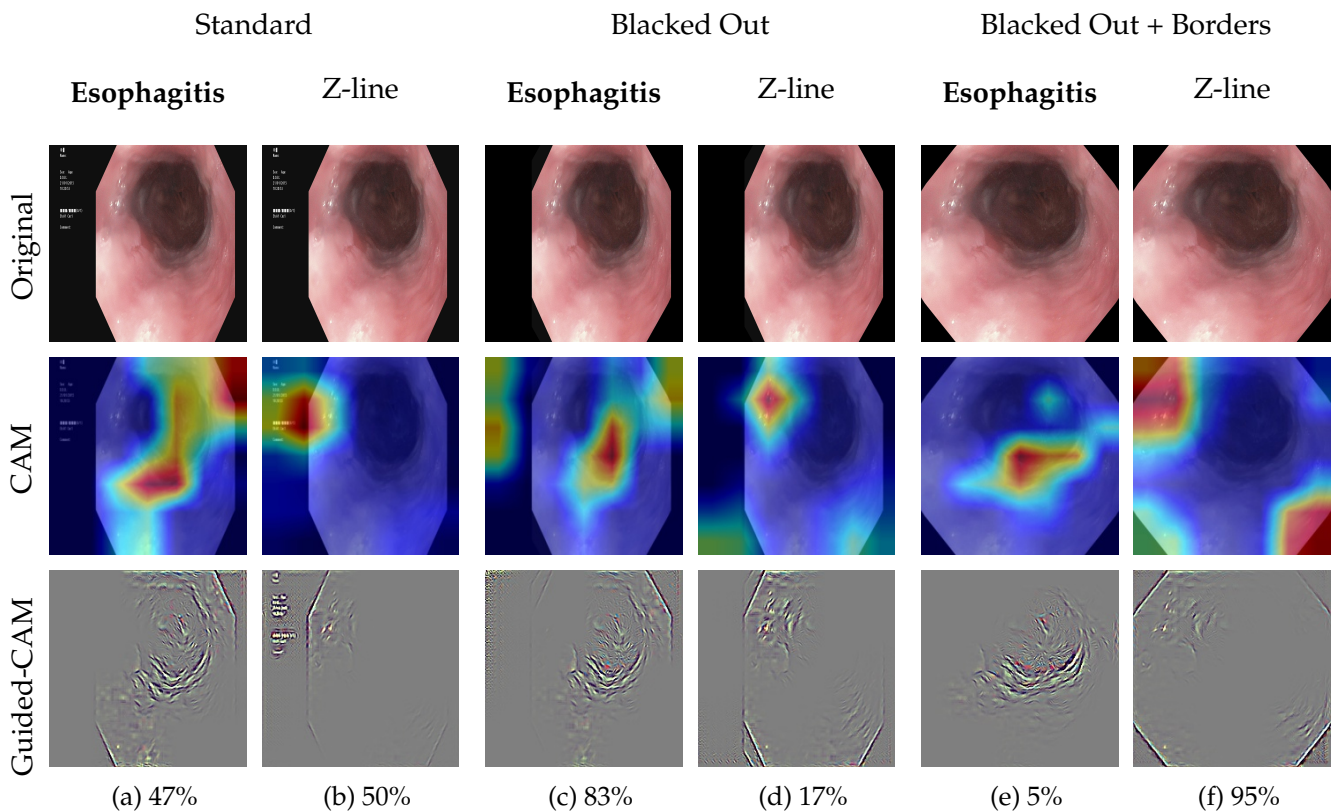 Standard Blacked Out Blacked Out + Borders
Esophagitis Z-line Esophagitis Z-line Esophagitis Z-line
Original
CAM
Guided-CAM
(a) 47% (b) 50% (c) 83% (d) 17% (e) 5% (f) 95%